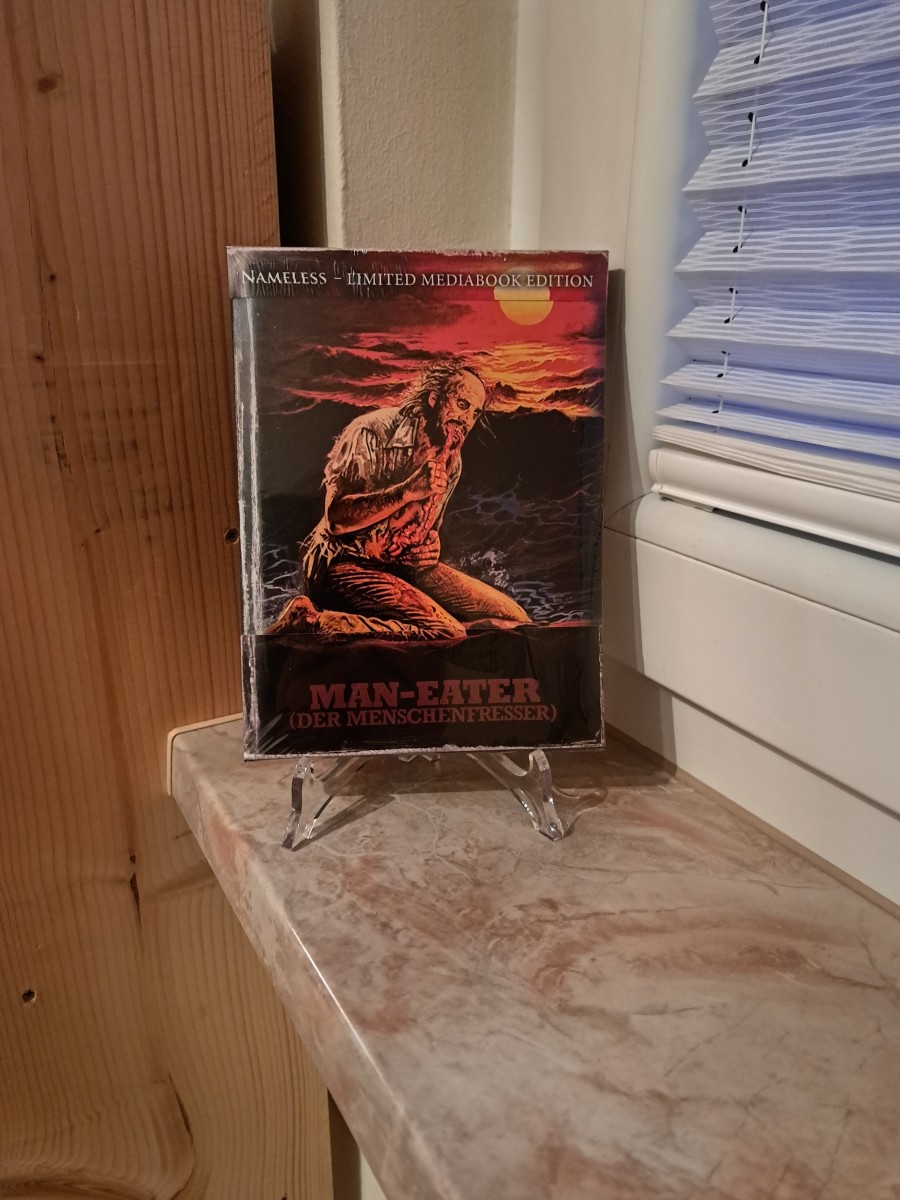 NAMELESS – LIMITED MEDIABOOK EDITION
MAN-EATER
(DER MENSCHENFRESSER)